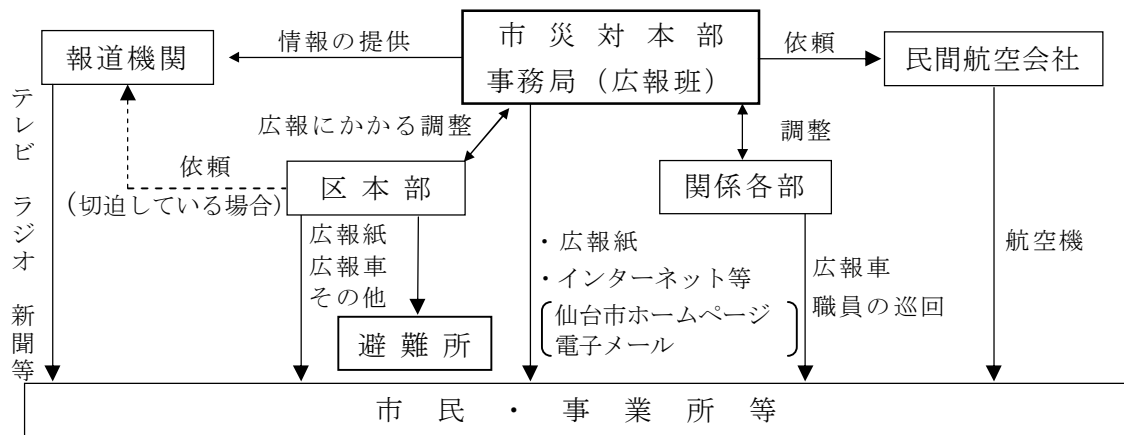 市災対本部
事務局（広報班）
報道機関
情報の提供
依頼
民間航空会社
広報にかかる調整
調整
依頼
(切迫している場合)
区本部
関係各部
テレビ ラジオ 新聞等
広報紙
広報車
その他
避難所
・広報紙
・インターネット等
仙台市ホームページ
電子メール
広報車
職員の巡回
航空機
市民・事業所等